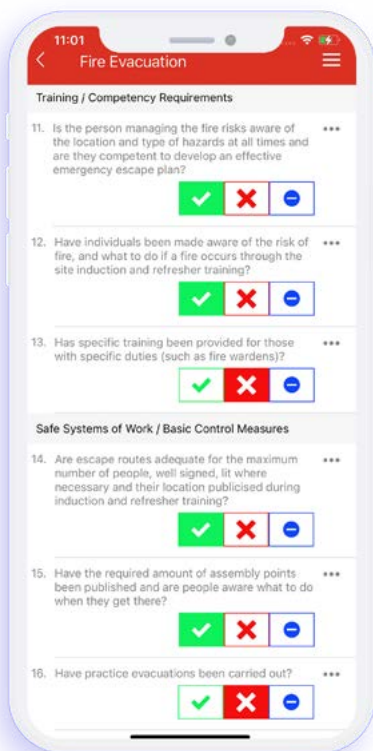 11:01
Fire Evacuation
Training / Competency Requirements
11. Is the person managing the fire risks aware of
the location and type of hazards at all times and
are they competent to develop an effective
emergency escape plan?
12. Have individuals been made aware of the risk of
fire, and what to do if a fire occurs through the
site induction and refresher training?
13. Has specific training been provided for those
with specific duties (such as fire wardens)?
Safe Systems of Work / Basic Control Measures
14. Are escape routes adequate for the maximum
number of people, well signed, lit where
necessary and their location publicised during
induction and refresher training?
15. Have the required amount of assembly points
been published and are people aware what to do
when they get there?
16. Have practice evacuations been carried out?